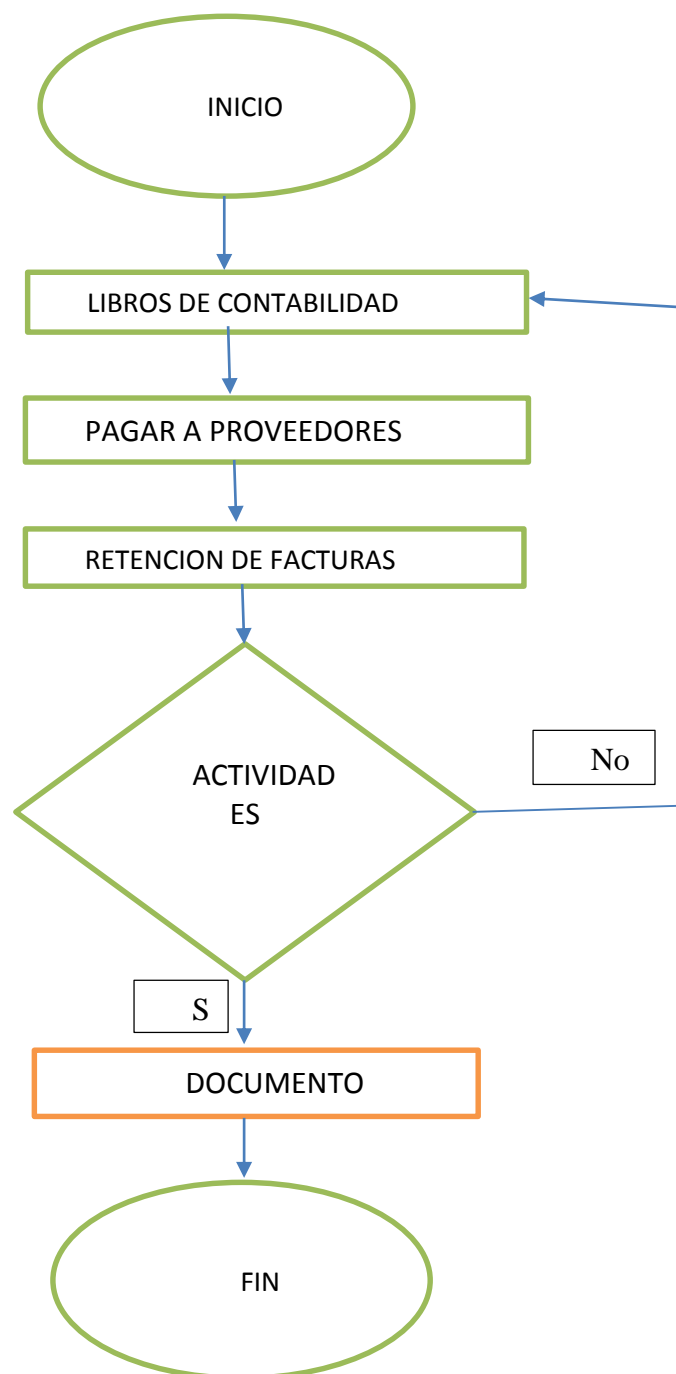 INICIO
LIBROS DE CONTABILIDAD
PAGAR A PROVEEDORES
RETENCION DE FACTURAS
ACTIVIDAD
ES
No
S
DOCUMENTO
FIN